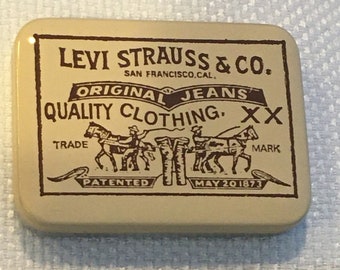 LEVI STRAUSS & CO.
SAN FRANCISCO, CAL.
ORIGINAL JEANS
QUALITY CLOTHING. XX
TRADE MARK
PATENTED MAY 20 1873